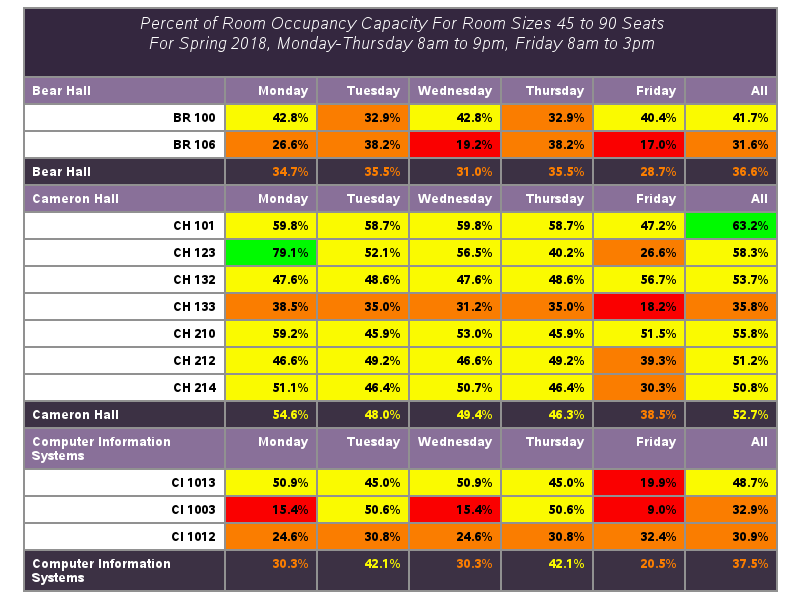 Percent of Room Occupancy Capacity For Room Sizes 45 to 90 Seats
For Spring 2018, Monday-Thursday 8am to 9pm, Friday 8am to 3pm
Bear Hall Monday Tuesday Wednesday Thursday Friday All
BR 100 42.8% 32.9% 42.8% 32.9% 40.4% 41.7%
BR 106 26.6% 38.2% 19.2% 38.2% 17.0% 31.6%
Bear Hall 34.7% 35.5% 31.0% 35.5% 28.7% 36.6%
Cameron Hall Monday Tuesday Wednesday Thursday Friday All
CH 101 59.8% 58.7% 59.8% 58.7% 47.2% 63.2%
CH 123 79.1% 52.1% 56.5% 40.2% 26.6% 58.3%
CH 132 47.6% 48.6% 47.6% 48.6% 56.7% 53.7%
CH 133 38.5% 35.0% 31.2% 35.0% 18.2% 35.8%
CH 210 59.2% 45.9% 53.0% 45.9% 51.5% 55.8%
CH 212 46.6% 49.2% 46.6% 49.2% 39.3% 51.2%
CH 214 51.1% 46.4% 50.7% 46.4% 30.3% 50.8%
Cameron Hall 54.6% 48.0% 49.4% 46.3% 38.5% 52.7%
Computer Information Monday Tuesday Wednesday Thursday Friday All
Systems
CI 1013 50.9% 45.0% 50.9% 45.0% 19.9% 48.7%
CI 1003 15.4% 50.6% 15.4% 50.6% 9.0% 32.9%
CI 1012 24.6% 30.8% 24.6% 30.8% 32.4% 30.9%
Computer Information 30.3% 42.1% 30.3% 42.1% 20.5% 37.5%
Systems